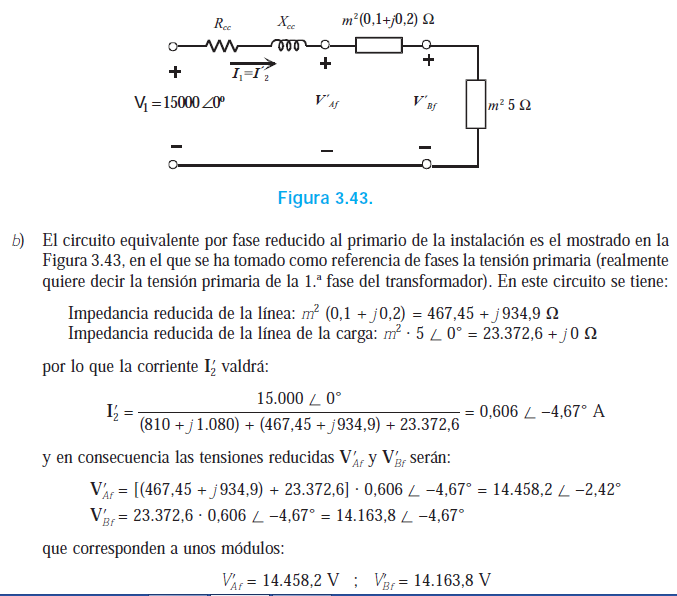 R_cc X_cc m²(0,1+j0,2) Ω
I₁=I'₂
V₁=15000∠0º V'_Af V'_Bf m² 5 Ω
Figura 3.43.
b) El circuito equivalente por fase reducido al primario de la instalación es el mostrado en la
Figura 3.43, en el que se ha tomado como referencia de fases la tensión primaria (realmente
quiere decir la tensión primaria de la 1.ª fase del transformador). En este circuito se tiene:
Impedancia reducida de la línea: m² (0,1 + j 0,2) = 467,45 + j 934,9 Ω
Impedancia reducida de la línea de la carga: m² · 5 ∠ 0° = 23.372,6 + j 0 Ω
por lo que la corriente I′₂ valdrá:
I′₂ = 15.000 ∠ 0° / (810 + j 1.080) + (467,45 + j 934,9) + 23.372,6 = 0,606 ∠ –4,67° A
y en consecuencia las tensiones reducidas V′_Af y V′_Bf serán:
V′_Af = [(467,45 + j 934,9) + 23.372,6] · 0,606 ∠ –4,67° = 14.458,2 ∠ –2,42°
V′_Bf = 23.372,6 · 0,606 ∠ –4,67° = 14.163,8 ∠ –4,67°
que corresponden a unos módulos:
V′_Af = 14.458,2 V ; V′_Bf = 14.163,8 V